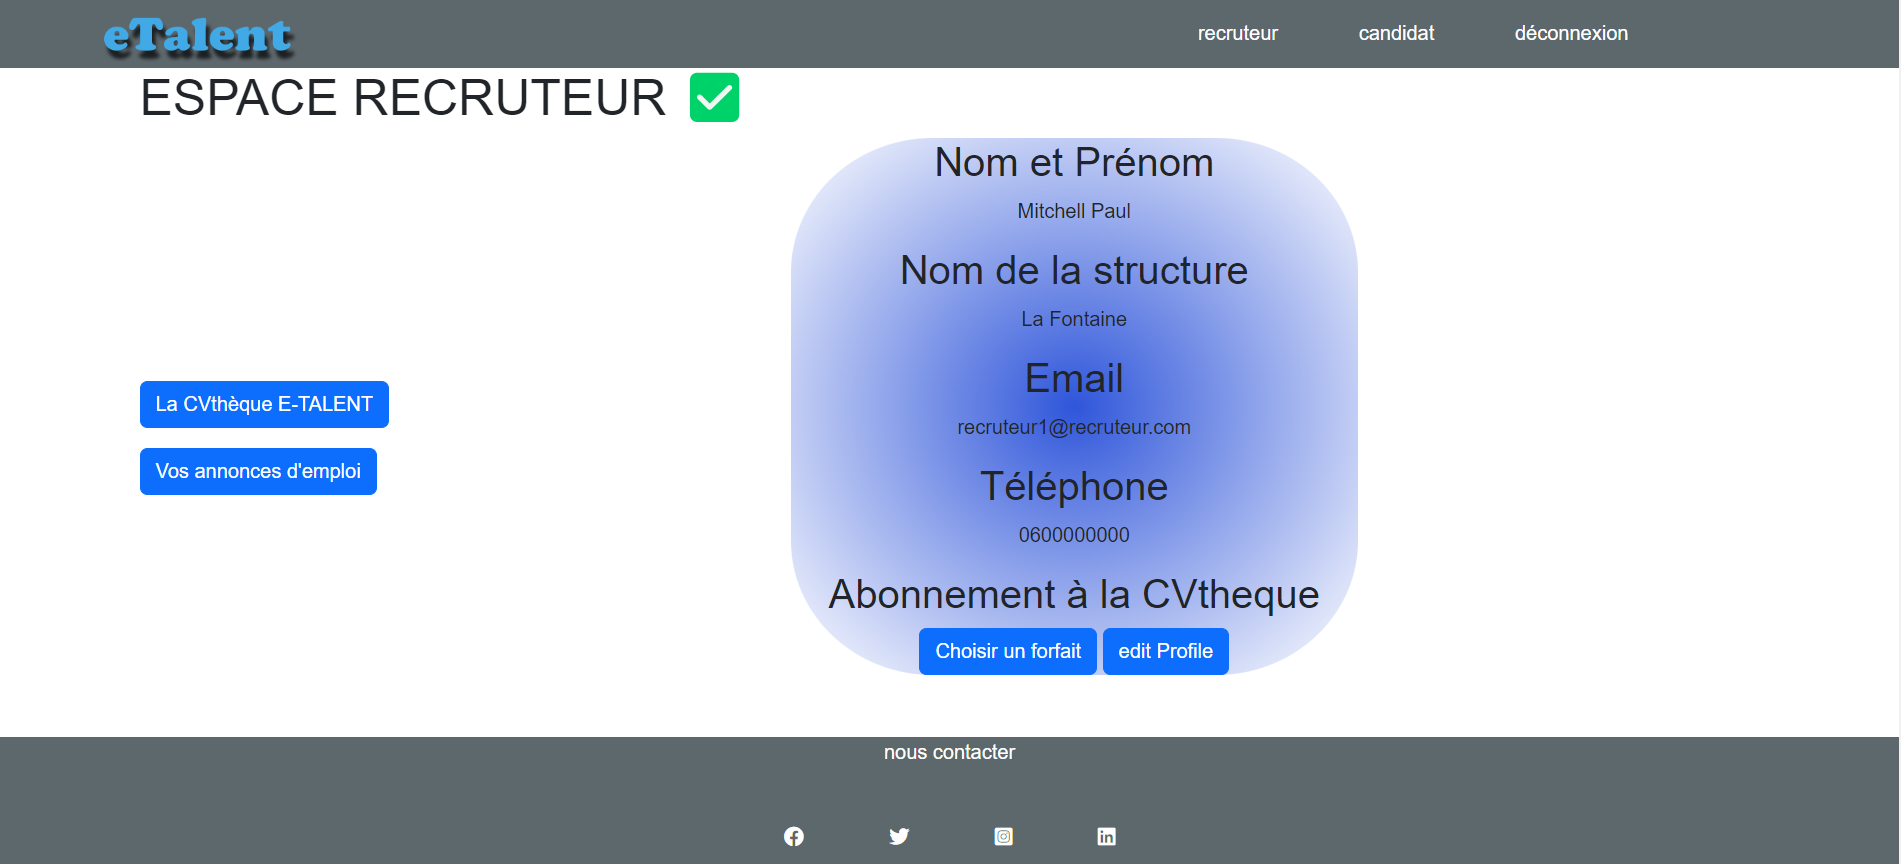 eTalent
recruteur candidat déconnexion
ESPACE RECRUTEUR
Nom et Prénom
Mitchell Paul
Nom de la structure
La Fontaine
Email
recruteur1@recruteur.com
Téléphone
0600000000
Abonnement à la CVtheque
Choisir un forfait edit Profile
La CVthèque E-TALENT
Vos annonces d'emploi
nous contacter